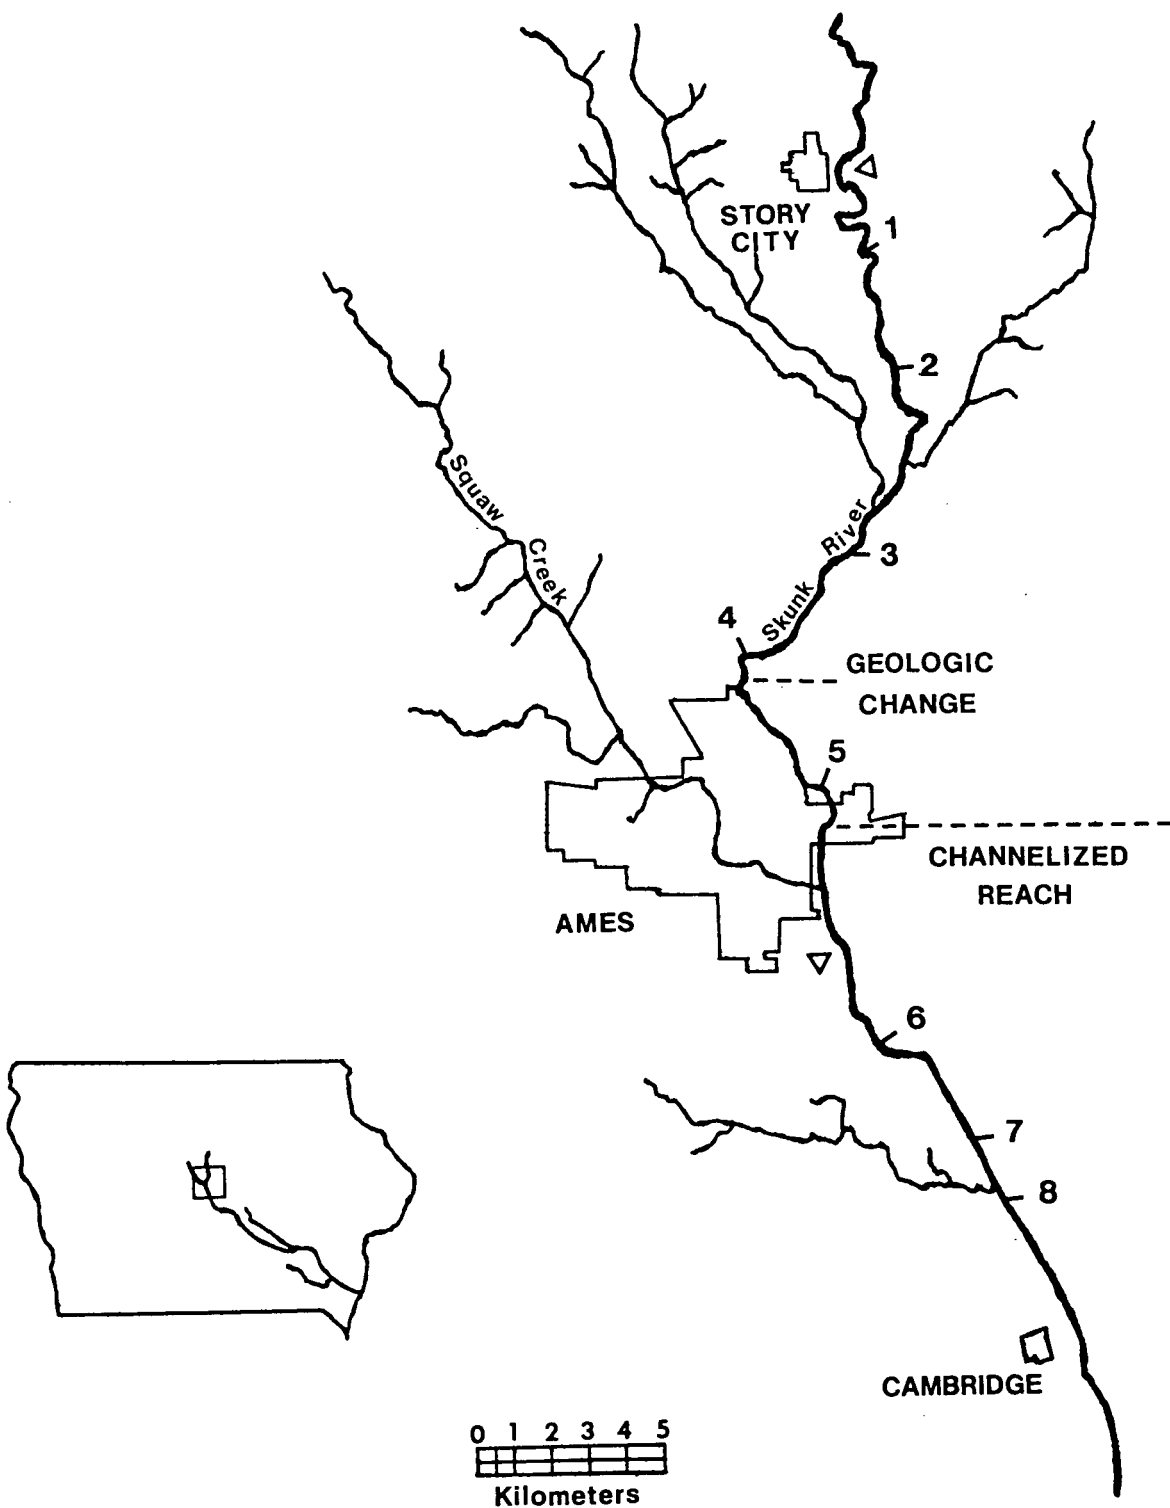 STORY
CITY
1
2
Squaw
Creek
Skunk River
3
4
GEOLOGIC
CHANGE
5
CHANNELIZED
REACH
AMES
6
7
8
CAMBRIDGE
0 1 2 3 4 5
Kilometers